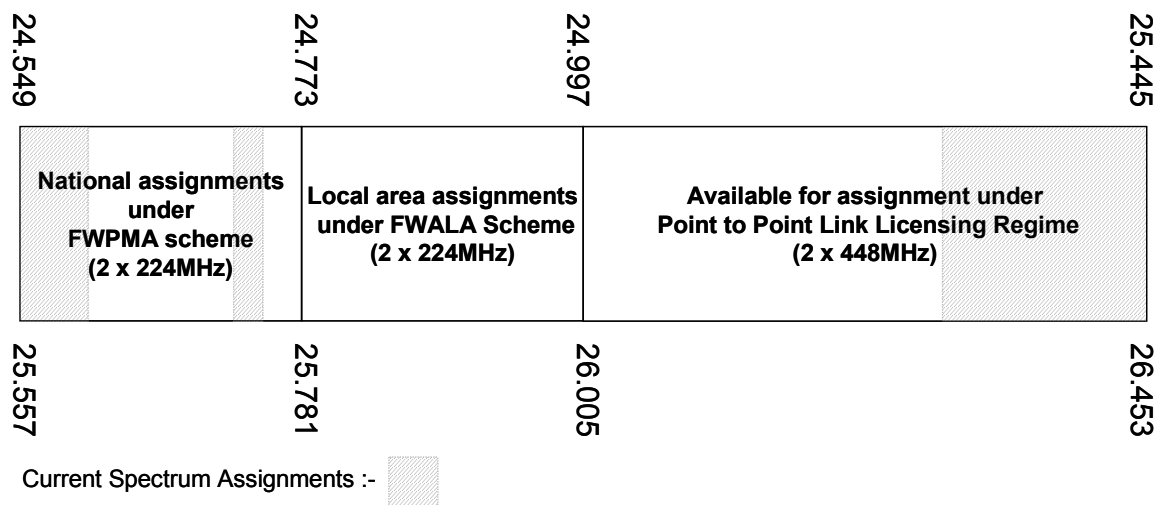 24.549
24.773
24.997
25.445
National assignments
under
FWPMA scheme
(2 x 224MHz)
Local area assignments
under FWALA Scheme
(2 x 224MHz)
Available for assignment under
Point to Point Link Licensing Regime
(2 x 448MHz)
25.557
25.781
26.005
26.453
Current Spectrum Assignments :-